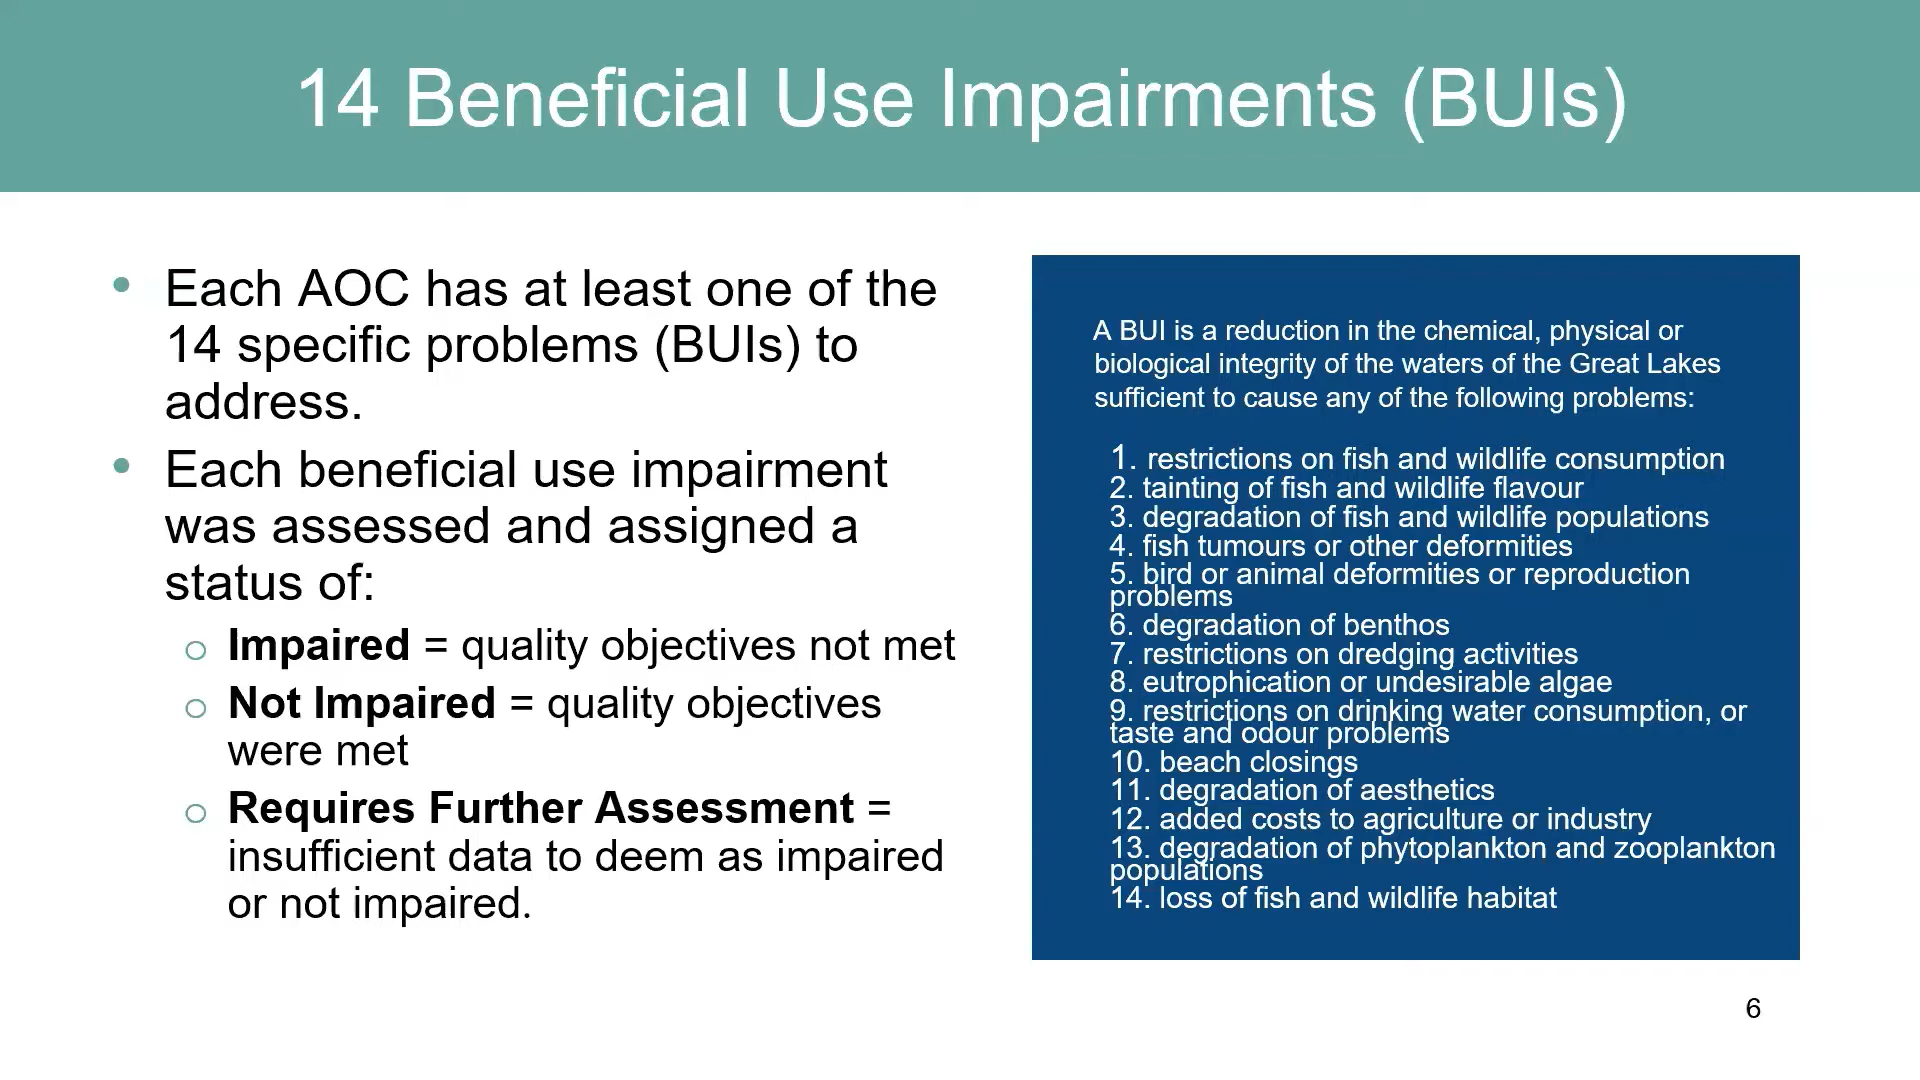 14 Beneficial Use Impairments (BUIs)
• Each AOC has at least one of the
14 specific problems (BUIs) to
address.
• Each beneficial use impairment
was assessed and assigned a
status of:
o Impaired = quality objectives not met
o Not Impaired = quality objectives
were met
o Requires Further Assessment =
insufficient data to deem as impaired
or not impaired.
A BUI is a reduction in the chemical, physical or
biological integrity of the waters of the Great Lakes
sufficient to cause any of the following problems:
1. restrictions on fish and wildlife consumption
2. tainting of fish and wildlife flavour
3. degradation of fish and wildlife populations
4. fish tumours or other deformities
5. bird or animal deformities or reproduction
problems
6. degradation of benthos
7. restrictions on dredging activities
8. eutrophication or undesirable algae
9. restrictions on drinking water consumption, or
taste and odour problems
10. beach closings
11. degradation of aesthetics
12. added costs to agriculture or industry
13. degradation of phytoplankton and zooplankton
populations
14. loss of fish and wildlife habitat
6